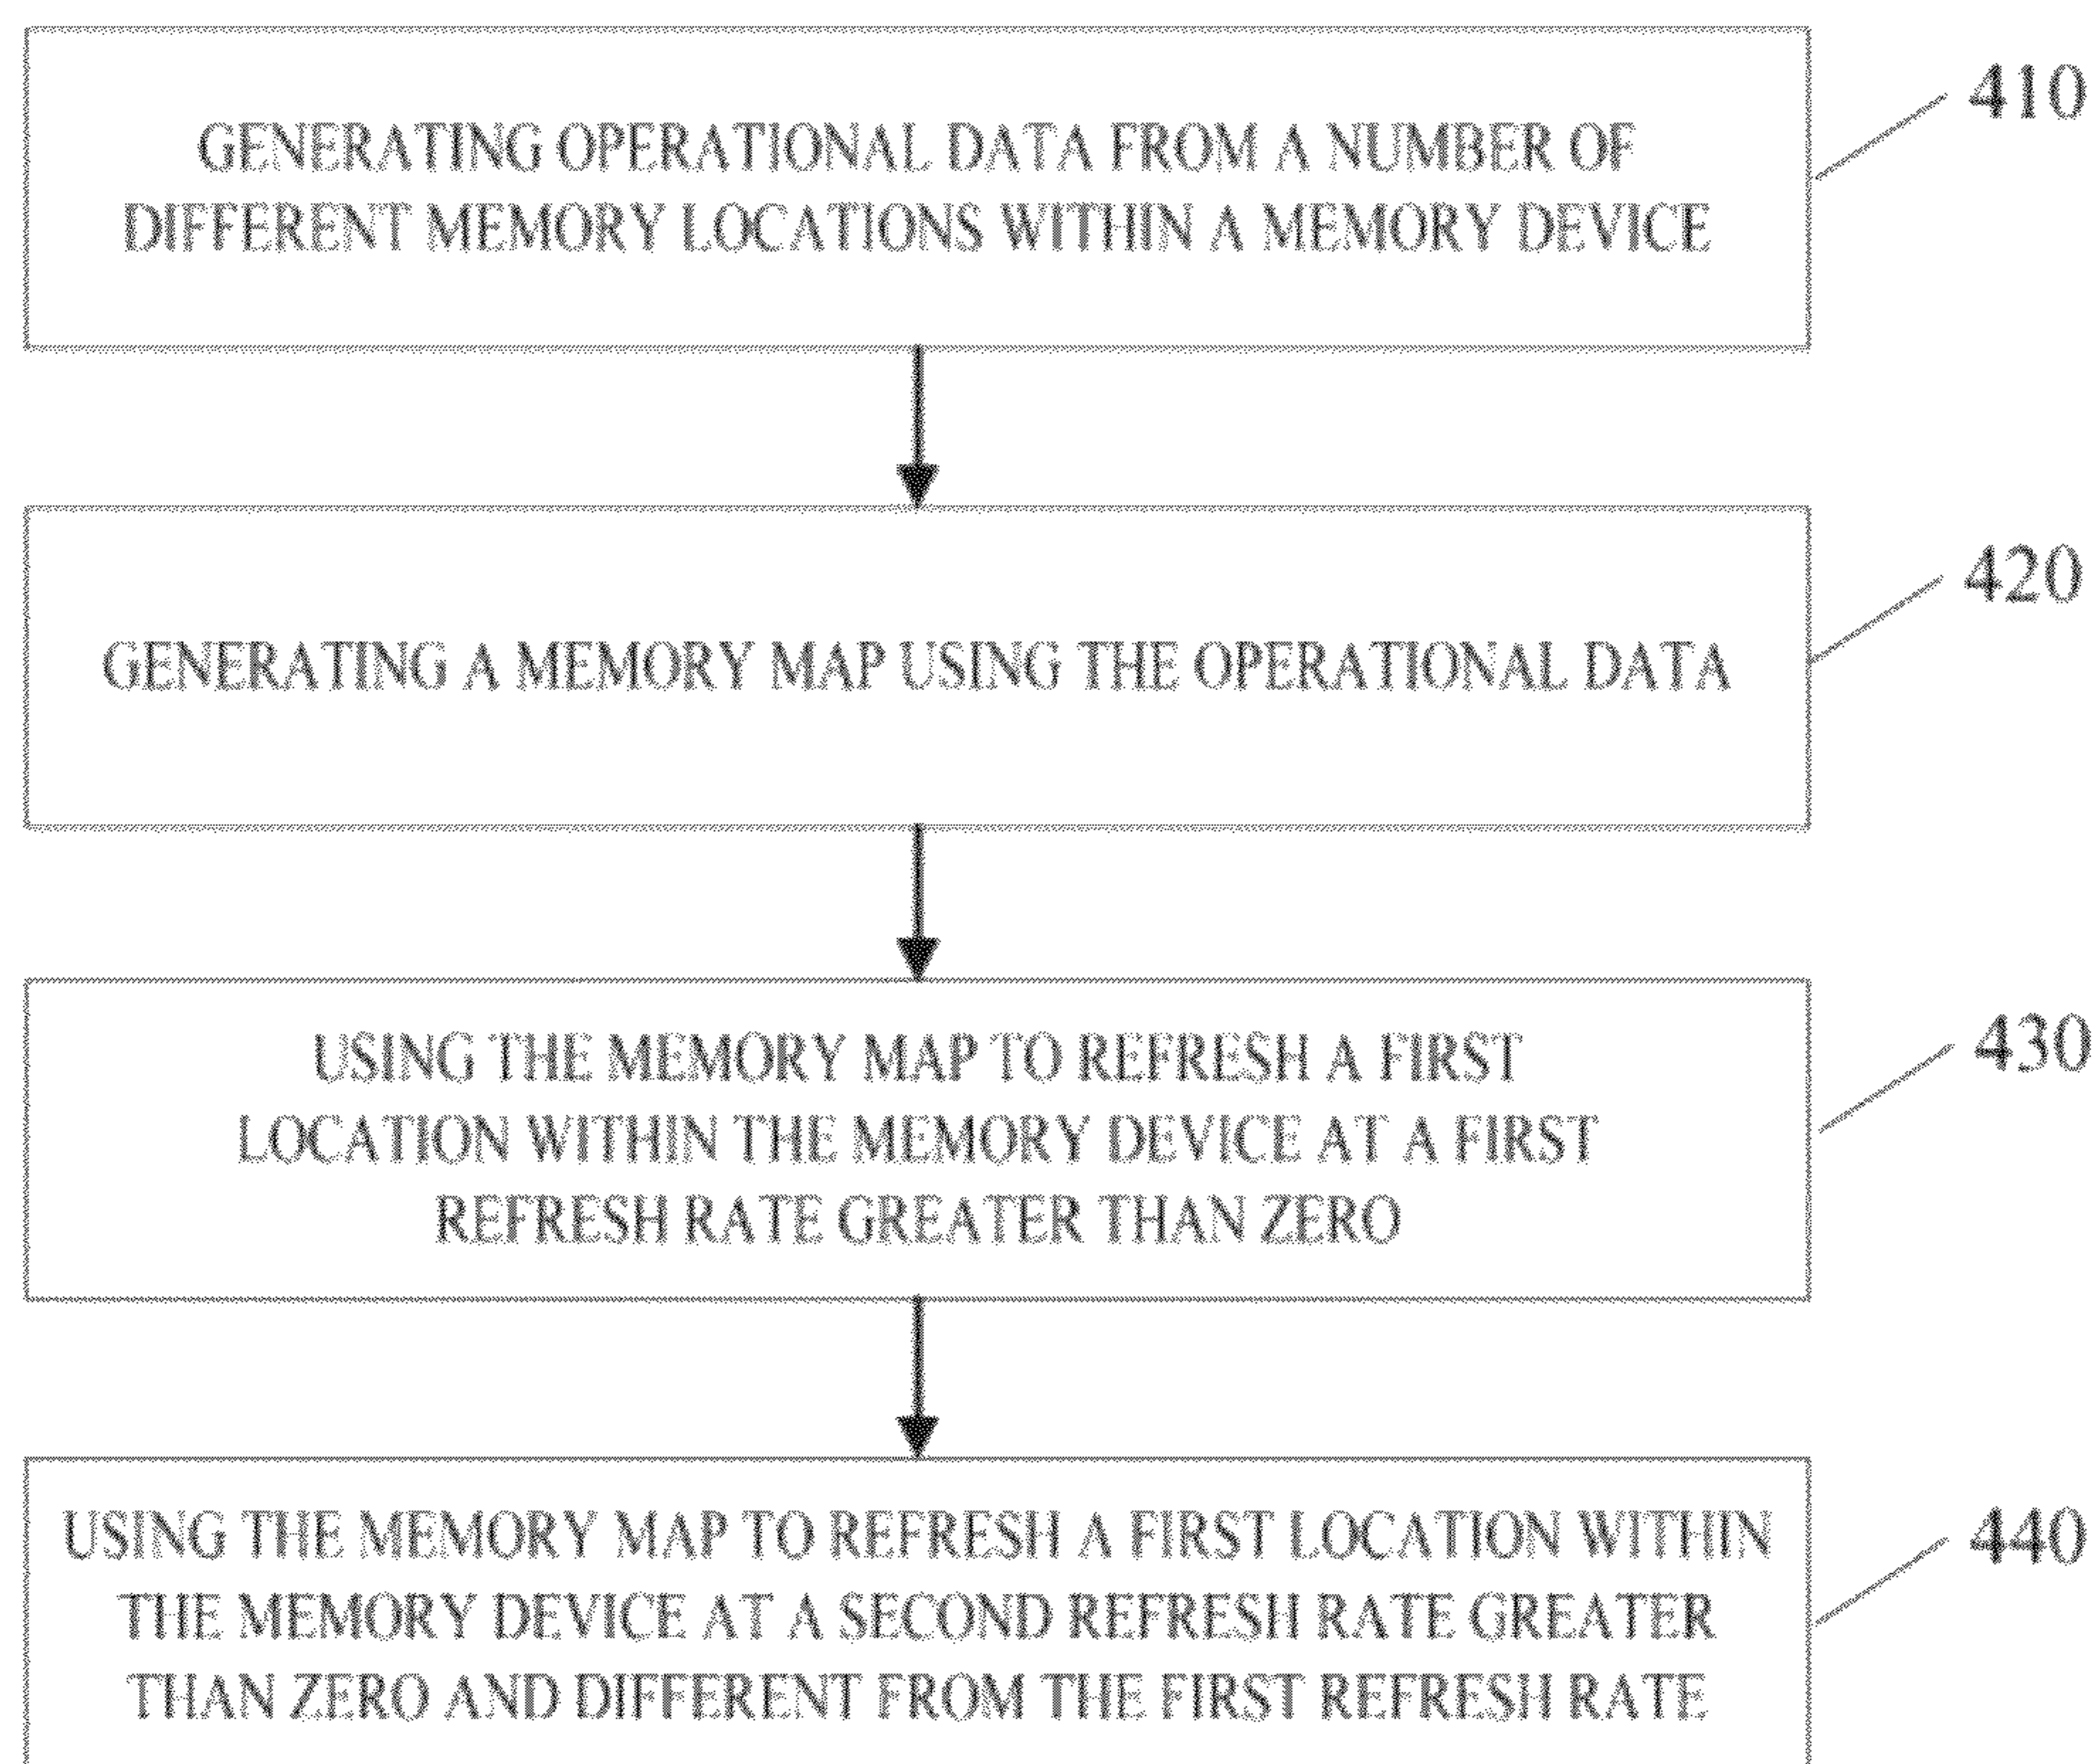 GENERATING OPERATIONAL DATA FROM A NUMBER OF
DIFFERENT MEMORY LOCATIONS WITHIN A MEMORY DEVICE
410
GENERATING A MEMORY MAP USING THE OPERATIONAL DATA
420
USING THE MEMORY MAP TO REFRESH A FIRST
LOCATION WITHIN THE MEMORY DEVICE AT A FIRST
REFRESH RATE GREATER THAN ZERO
430
USING THE MEMORY MAP TO REFRESH A FIRST LOCATION WITHIN
THE MEMORY DEVICE AT A SECOND REFRESH RATE GREATER
THAN ZERO AND DIFFERENT FROM THE FIRST REFRESH RATE
440